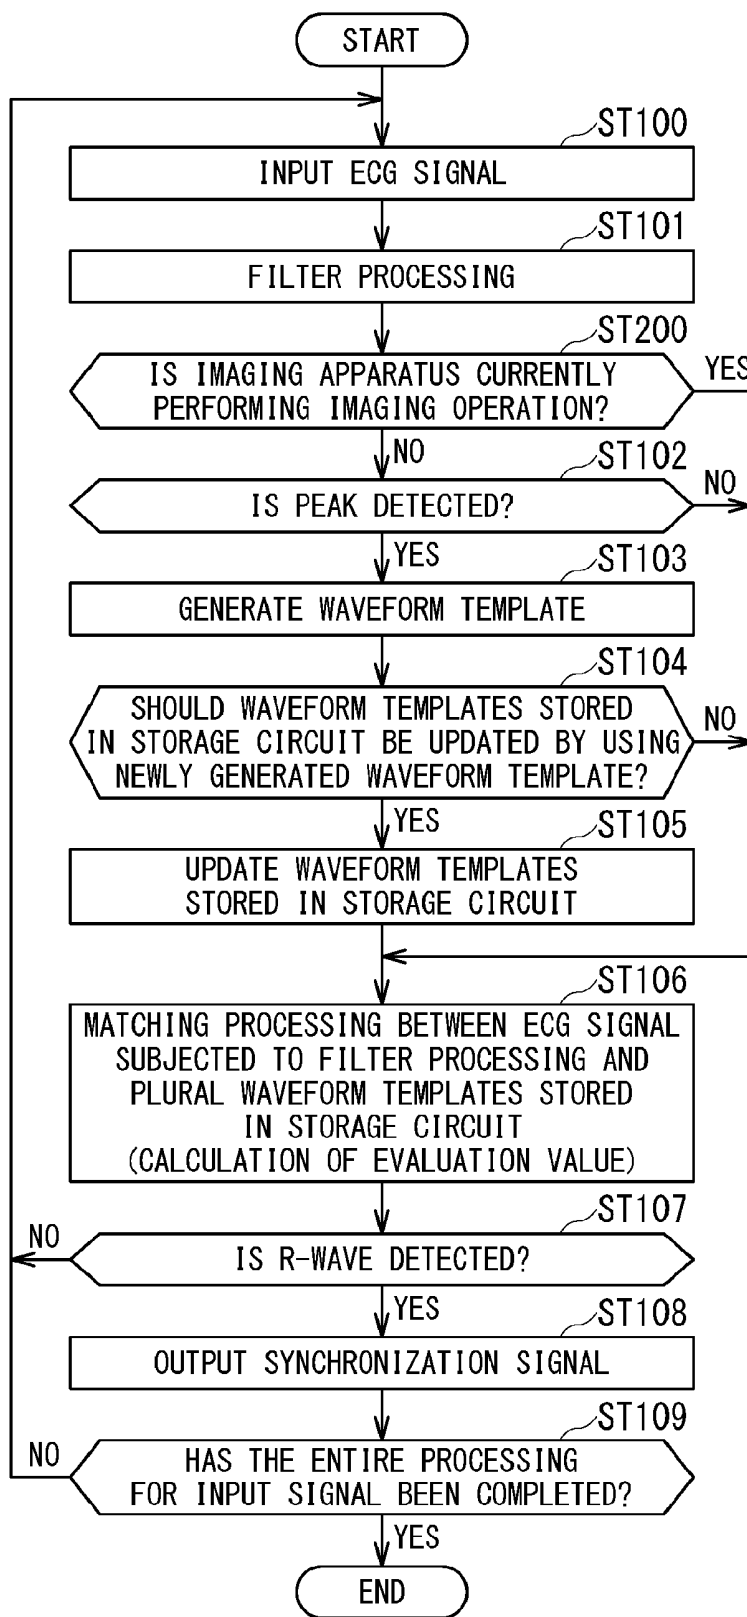 START
ST100
INPUT ECG SIGNAL
ST101
FILTER PROCESSING
ST200
IS IMAGING APPARATUS CURRENTLY
PERFORMING IMAGING OPERATION?
YES
NO
ST102
IS PEAK DETECTED?
NO
YES
ST103
GENERATE WAVEFORM TEMPLATE
ST104
SHOULD WAVEFORM TEMPLATES STORED
IN STORAGE CIRCUIT BE UPDATED BY USING
NEWLY GENERATED WAVEFORM TEMPLATE?
NO
YES
ST105
UPDATE WAVEFORM TEMPLATES
STORED IN STORAGE CIRCUIT
ST106
MATCHING PROCESSING BETWEEN ECG SIGNAL
SUBJECTED TO FILTER PROCESSING AND
PLURAL WAVEFORM TEMPLATES STORED
IN STORAGE CIRCUIT
(CALCULATION OF EVALUATION VALUE)
ST107
NO
IS R-WAVE DETECTED?
YES
ST108
OUTPUT SYNCHRONIZATION SIGNAL
ST109
NO
HAS THE ENTIRE PROCESSING
FOR INPUT SIGNAL BEEN COMPLETED?
YES
END